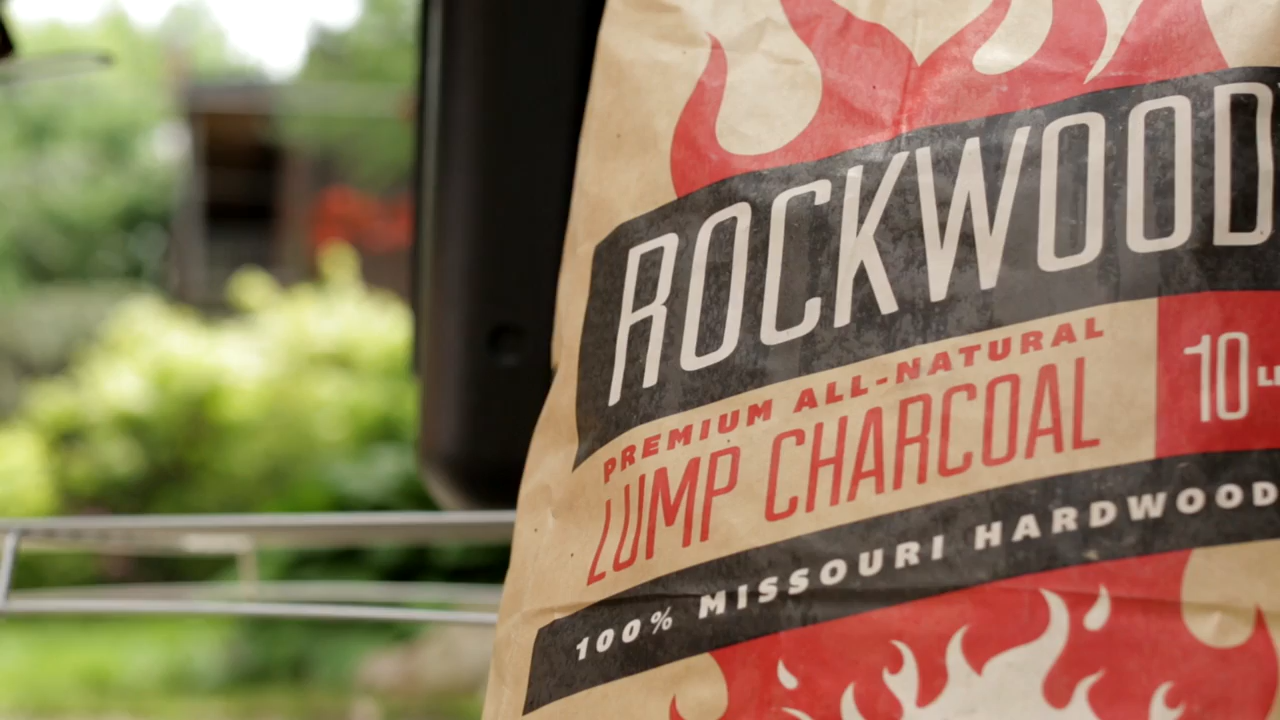 ROCKWOOD
PREMIUM ALL-NATURAL
LUMP CHARCOAL
10
100% MISSOURI HARDWOOD